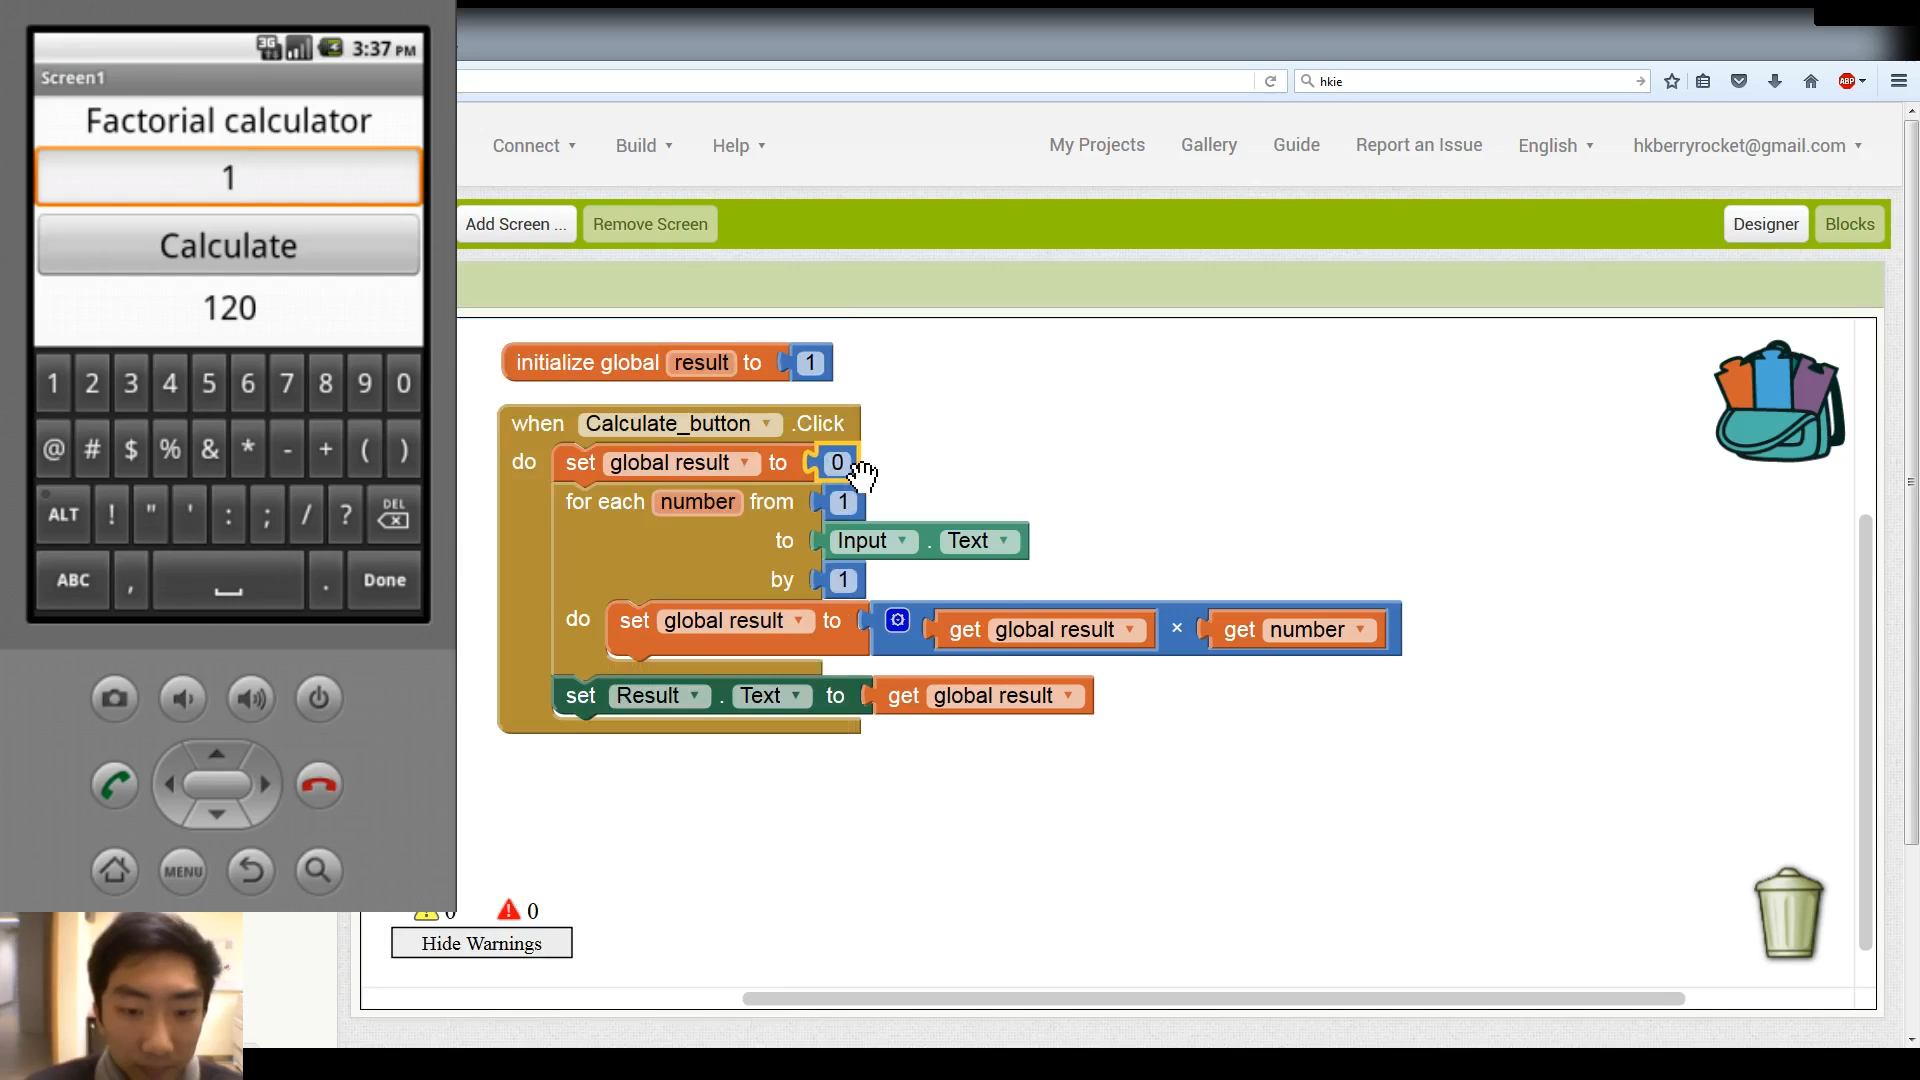 3G 3:37 PM
Screen1
Factorial calculator
1
Calculate
120
1 2 3 4 5 6 7 8 9 0
@ # $ % & * - + ( )
ALT ! " ' : ; / ? DEL
ABC , . Done
MENU
hkie
ABP
Connect Build Help My Projects Gallery Guide Report an Issue English hkberryrocket@gmail.com
Add Screen ... Remove Screen Designer Blocks
initialize global result to 1
when Calculate_button .Click
do set global result to 0
for each number from 1
to Input . Text
by 1
do set global result to get global result × get number
set Result . Text to get global result
0 0
Hide Warnings